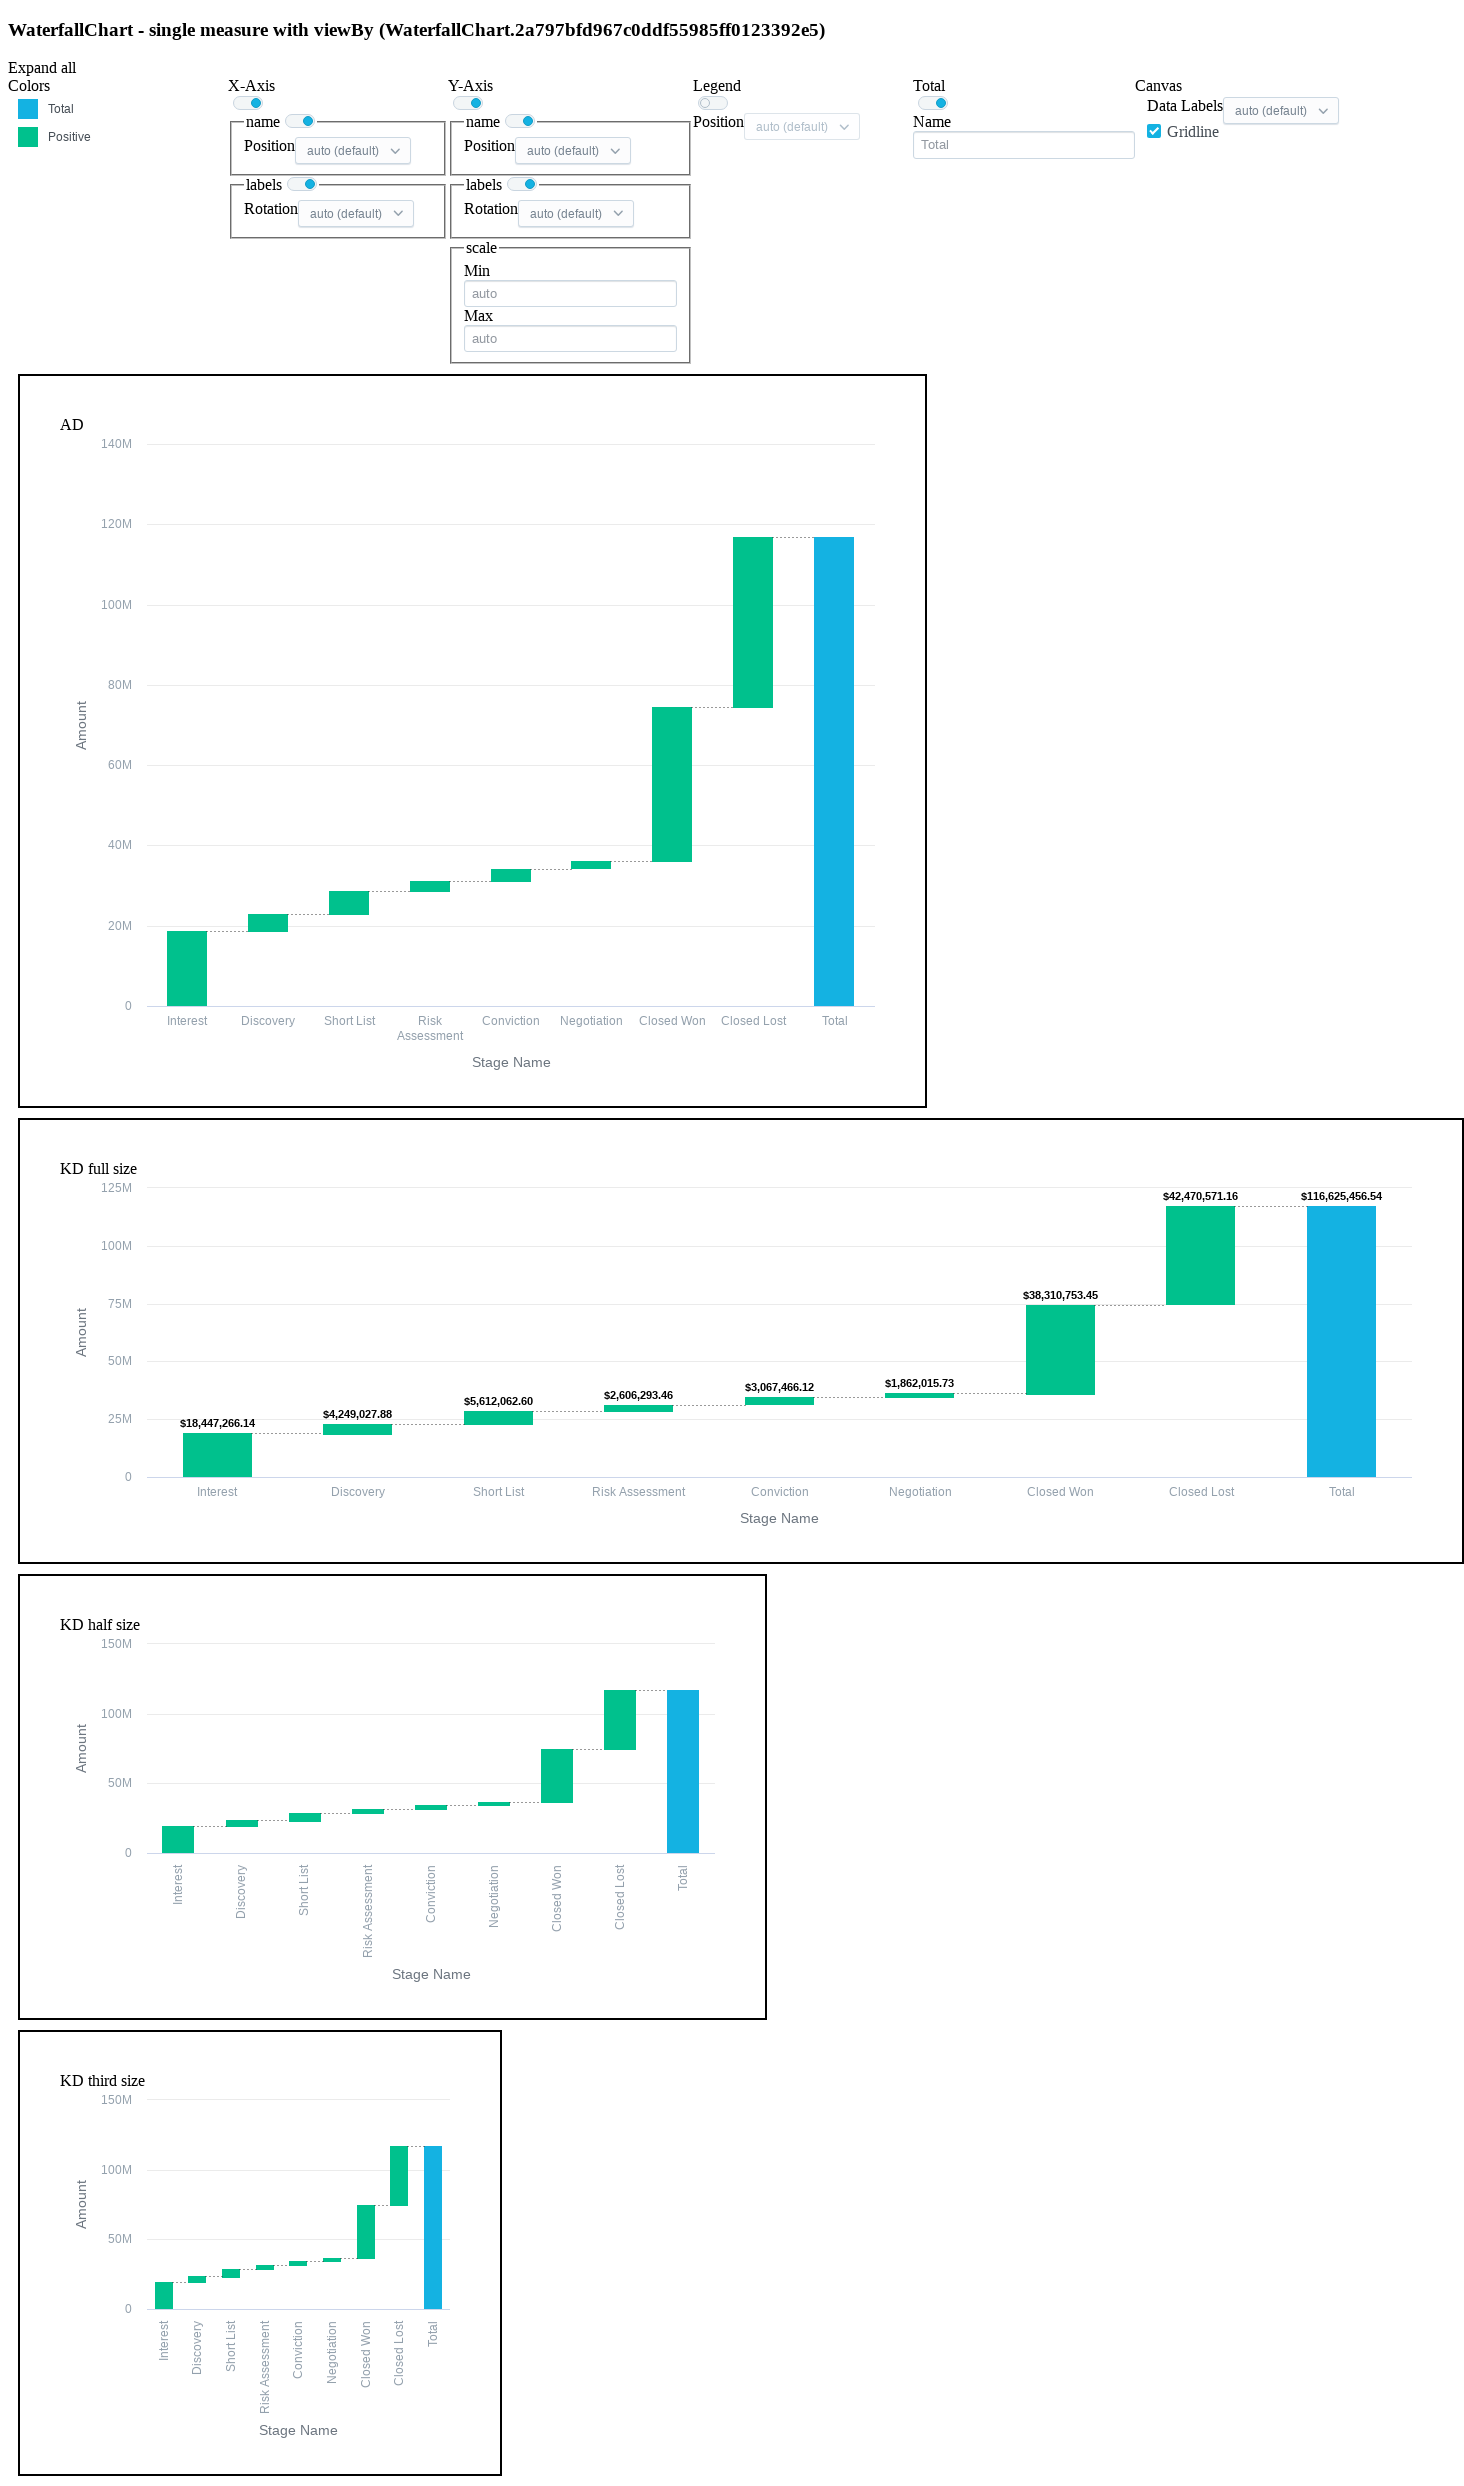 WaterfallChart - single measure with viewBy (WaterfallChart.2a797bfd967c0ddf55985ff0123392e5)
Expand all
Colors
Total
Positive
X-Axis
name
Position auto (default)
labels
Rotation auto (default)
Y-Axis
name
Position auto (default)
labels
Rotation auto (default)
scale
Min
auto
Max
auto
Legend
Position auto (default)
Total
Name
Total
Canvas
Data Labels auto (default)
Gridline
AD
140M
120M
100M
80M
60M
40M
20M
0
Amount
Interest
Discovery
Short List
Risk
Assessment
Conviction
Negotiation
Closed Won
Closed Lost
Total
Stage Name
KD full size
125M
100M
75M
50M
25M
0
Amount
$18,447,266.14
$4,249,027.88
$5,612,062.60
$2,606,293.46
$3,067,466.12
$1,862,015.73
$38,310,753.45
$42,470,571.16
$116,625,456.54
Interest
Discovery
Short List
Risk Assessment
Conviction
Negotiation
Closed Won
Closed Lost
Total
Stage Name
KD half size
150M
100M
50M
0
Amount
Interest
Discovery
Short List
Risk Assessment
Conviction
Negotiation
Closed Won
Closed Lost
Total
Stage Name
KD third size
150M
100M
50M
0
Amount
Interest
Discovery
Short List
Risk Assessment
Conviction
Negotiation
Closed Won
Closed Lost
Total
Stage Name